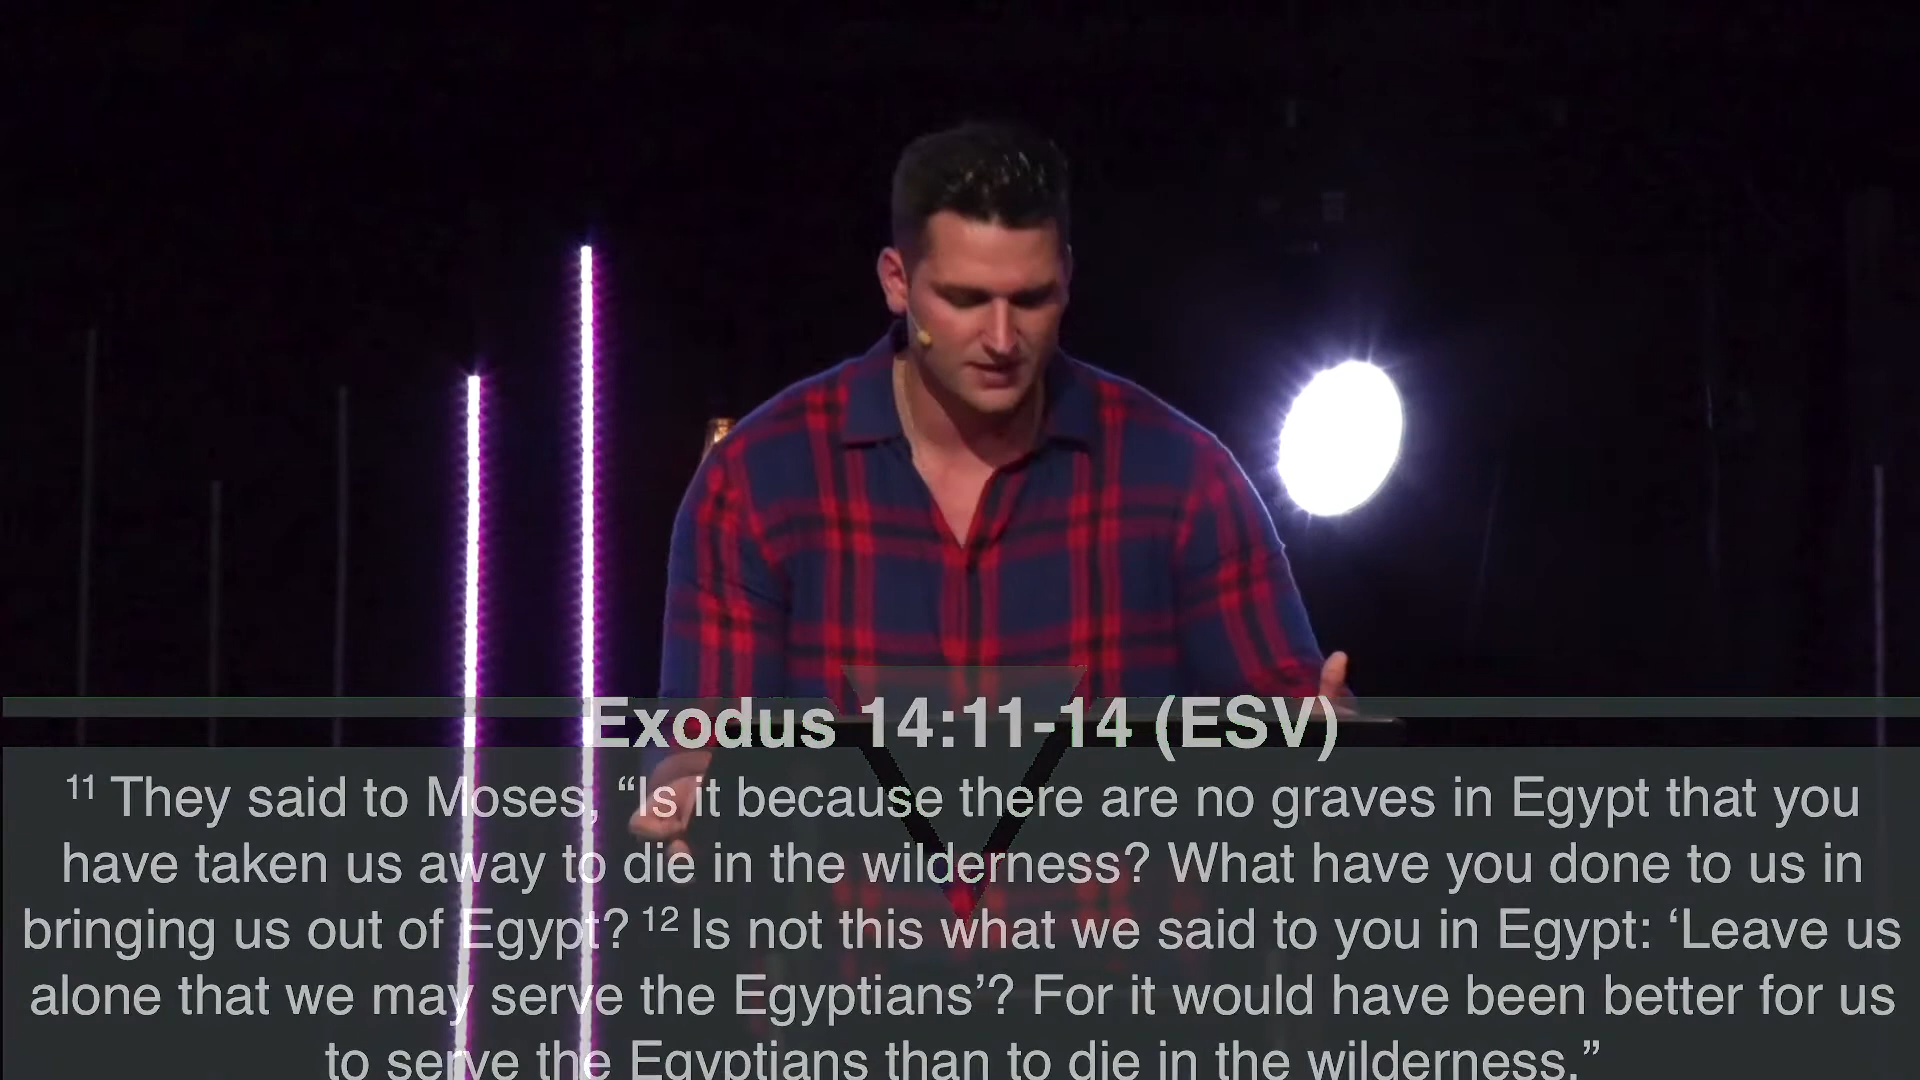 Exodus 14:11-14 (ESV)
11 They said to Moses, “Is it because there are no graves in Egypt that you
have taken us away to die in the wilderness? What have you done to us in
bringing us out of Egypt? 12 Is not this what we said to you in Egypt: ‘Leave us
alone that we may serve the Egyptians’? For it would have been better for us
to serve the Egyptians than to die in the wilderness.”